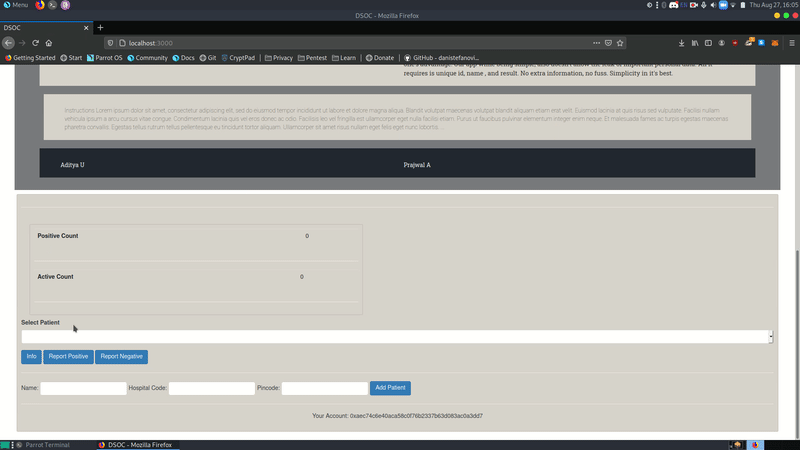 Menu
EN
Thu Aug 27, 16:05
DSOC - Mozilla Firefox
DSOC
localhost:3000
Getting Started Start Parrot OS Community Docs Git CryptPad Privacy Pentest Learn Donate GitHub - danistefanovi...
requires is unique id, name , and result. No extra information, no fuss. Simplicity in it's best.
Instructions Lorem ipsum dolor sit amet, consectetur adipiscing elit, sed do eiusmod tempor incididunt ut labore et dolore magna aliqua. Blandit volutpat maecenas volutpat blandit aliquam etiam erat velit. Euismod lacinia at quis risus sed vulputate. Facilisis nullam
vehicula ipsum a arcu cursus vitae congue. Condimentum lacinia quis vel eros donec ac odio. Facilisis leo vel fringilla est ullamcorper eget nulla facilisi etiam. Purus ut faucibus pulvinar elementum integer enim neque. Et malesuada fames ac turpis egestas maecenas
pharetra convallis. Egestas tellus rutrum tellus pellentesque eu tincidunt tortor aliquam. Ullamcorper sit amet risus nullam eget felis eget nunc lobortis...
Aditya U Prajwal A
Positive Count 0
Active Count 0
Select Patient
Info Report Positive Report Negative
Name: Hospital Code: Pincode: Add Patient
Your Account: 0xaec74c6e40aca58c0f76b2337b63d083ac0a3dd7
Parrot Terminal DSOC - Mozilla Firefox